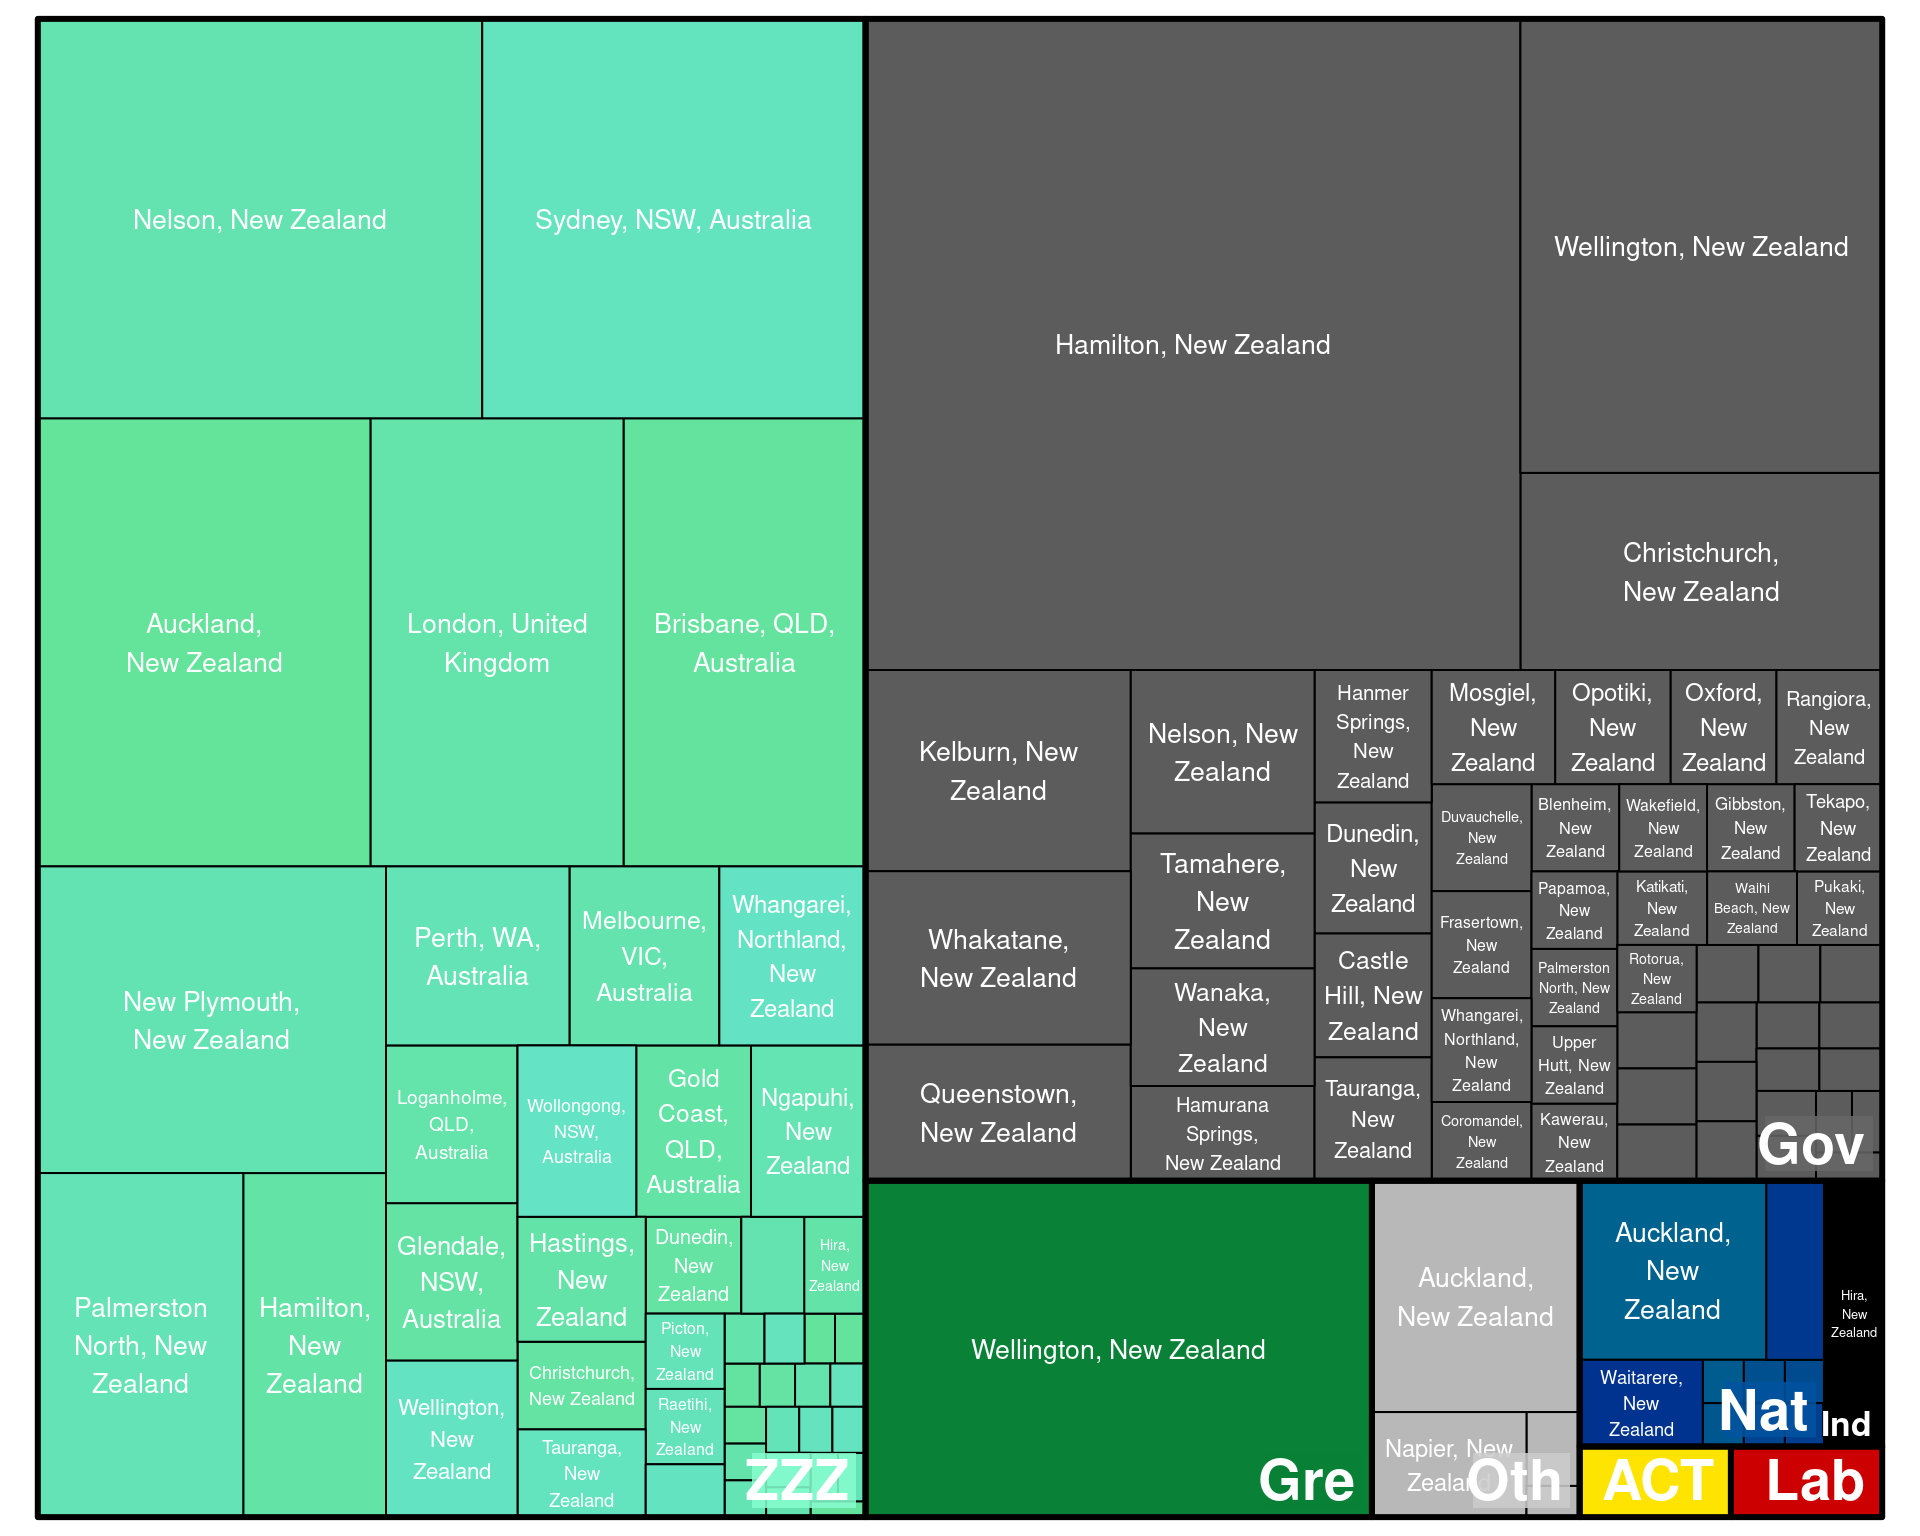 Nelson, New Zealand
Sydney, NSW, Australia
Auckland,
New Zealand
London, United
Kingdom
Brisbane, QLD,
Australia
New Plymouth,
New Zealand
Perth, WA,
Australia
Melbourne,
VIC,
Australia
Whangarei,
Northland,
New
Zealand
Palmerston
North, New
Zealand
Hamilton,
New
Zealand
Loganholme,
QLD,
Australia
Wollongong,
NSW,
Australia
Gold
Coast,
QLD,
Australia
Ngapuhi,
New
Zealand
Glendale,
NSW,
Australia
Hastings,
New
Zealand
Dunedin,
New
Zealand
Hira,
New
Zealand
Wellington,
New
Zealand
Christchurch,
New Zealand
Picton,
New
Zealand
Raetihi,
New
Zealand
Tauranga,
New
Zealand
ZZZ
Hamilton, New Zealand
Wellington, New Zealand
Christchurch,
New Zealand
Kelburn, New
Zealand
Whakatane,
New Zealand
Queenstown,
New Zealand
Nelson, New
Zealand
Tamahere,
New
Zealand
Wanaka,
New
Zealand
Hamurana
Springs,
New Zealand
Hanmer
Springs,
New
Zealand
Dunedin,
New
Zealand
Castle
Hill, New
Zealand
Tauranga,
New
Zealand
Mosgiel,
New
Zealand
Opotiki,
New
Zealand
Oxford,
New
Zealand
Rangiora,
New
Zealand
Duvauchelle,
New
Zealand
Frasertown,
New
Zealand
Whangarei,
Northland,
New
Zealand
Coromandel,
New
Zealand
Blenheim,
New
Zealand
Wakefield,
New
Zealand
Gibbston,
New
Zealand
Tekapo,
New
Zealand
Papamoa,
New
Zealand
Katikati,
New
Zealand
Waihi
Beach, New
Zealand
Pukaki,
New
Zealand
Palmerston
North, New
Zealand
Rotorua,
New
Zealand
Upper
Hutt, New
Zealand
Kawerau,
New
Zealand
Gov
Wellington, New Zealand
Gre
Auckland,
New Zealand
Napier, New
Zealand
Oth
Auckland,
New
Zealand
Waitarere,
New
Zealand
Nat
Hira,
New
Zealand
Ind
ACT
Lab